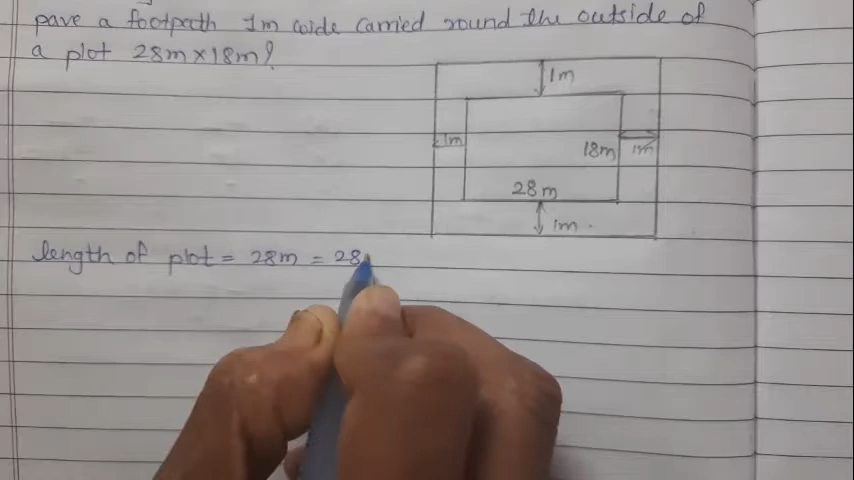 pave a footpath 1m wide carried round the outside of
a plot 28m×18m?
1m
1m
18m
1m
28m
1m.
length of plot = 28m = 28